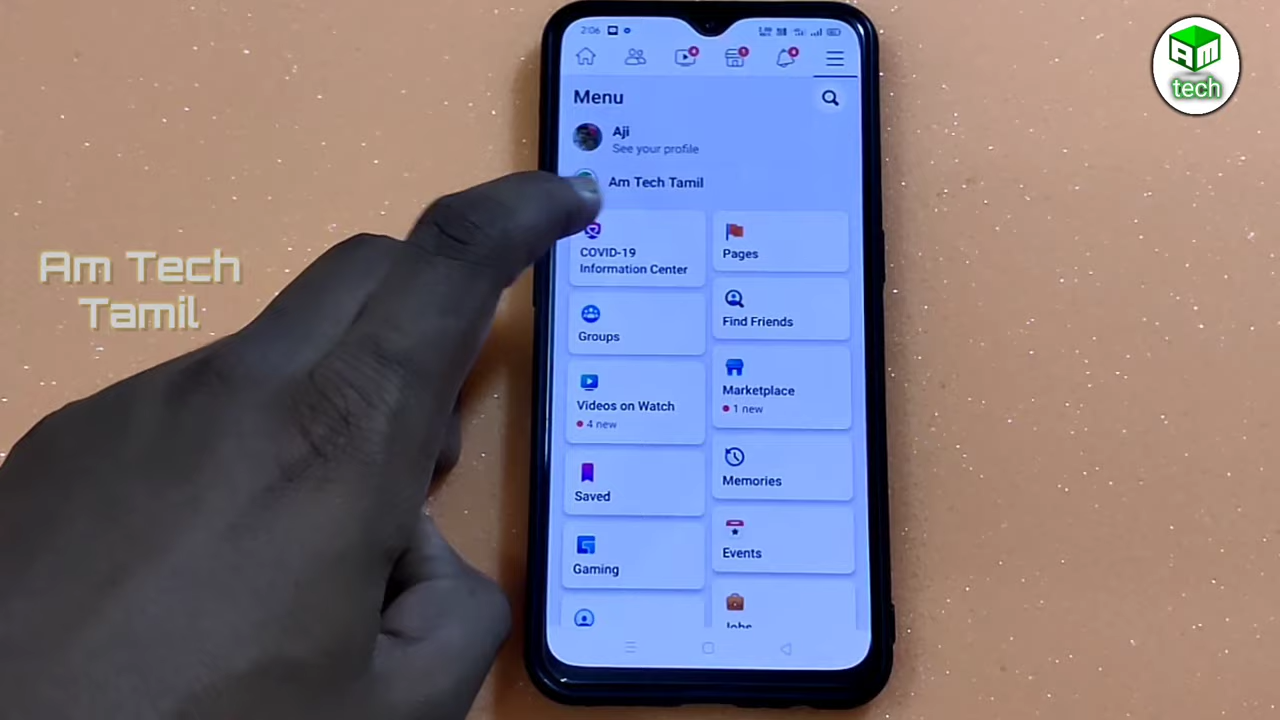 2:06
Menu
Aji
See your profile
Am Tech Tamil
COVID-19
Information Center
Pages
Groups
Find Friends
Videos on Watch
4 new
Marketplace
1 new
Saved
Memories
Gaming
Events
Jobs
Am Tech
Tamil
Am
tech